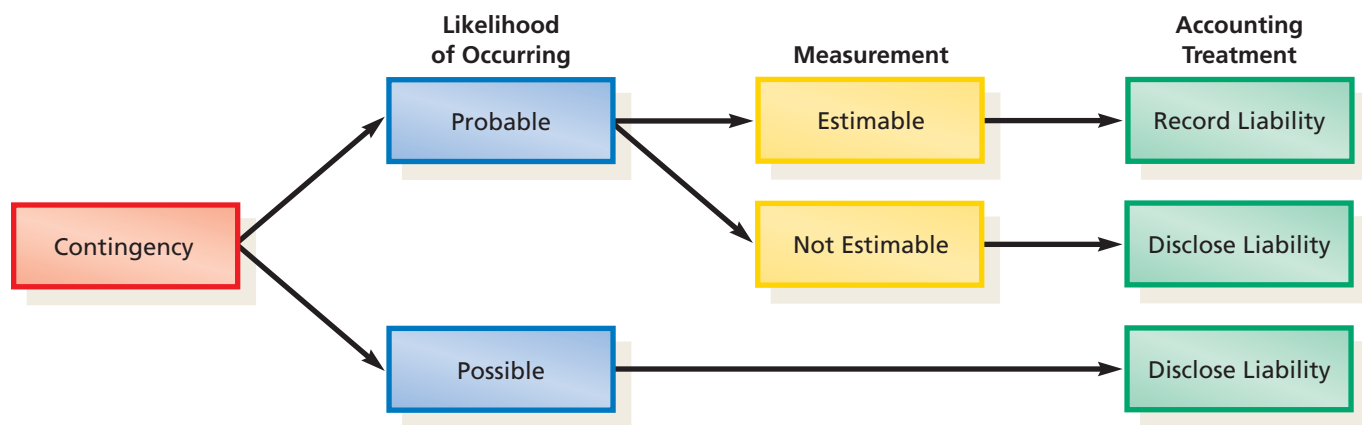 Likelihood
of Occurring
Measurement
Accounting
Treatment
Probable
Estimable
Record Liability
Contingency
Not Estimable
Disclose Liability
Possible
Disclose Liability